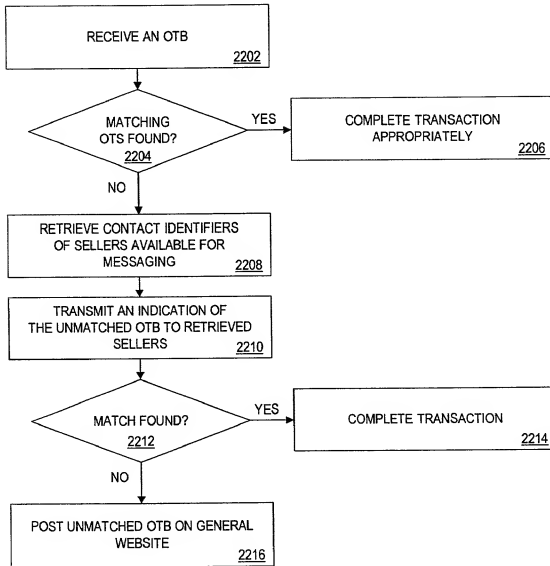 RECEIVE AN OTB
2202
MATCHING
OTS FOUND?
2204
YES
COMPLETE TRANSACTION
APPROPRIATELY
2206
NO
RETRIEVE CONTACT IDENTIFIERS
OF SELLERS AVAILABLE FOR
MESSAGING
2208
TRANSMIT AN INDICATION OF
THE UNMATCHED OTB TO RETRIEVED
SELLERS
2210
MATCH FOUND?
2212
YES
COMPLETE TRANSACTION
2214
NO
POST UNMATCHED OTB ON GENERAL
WEBSITE
2216